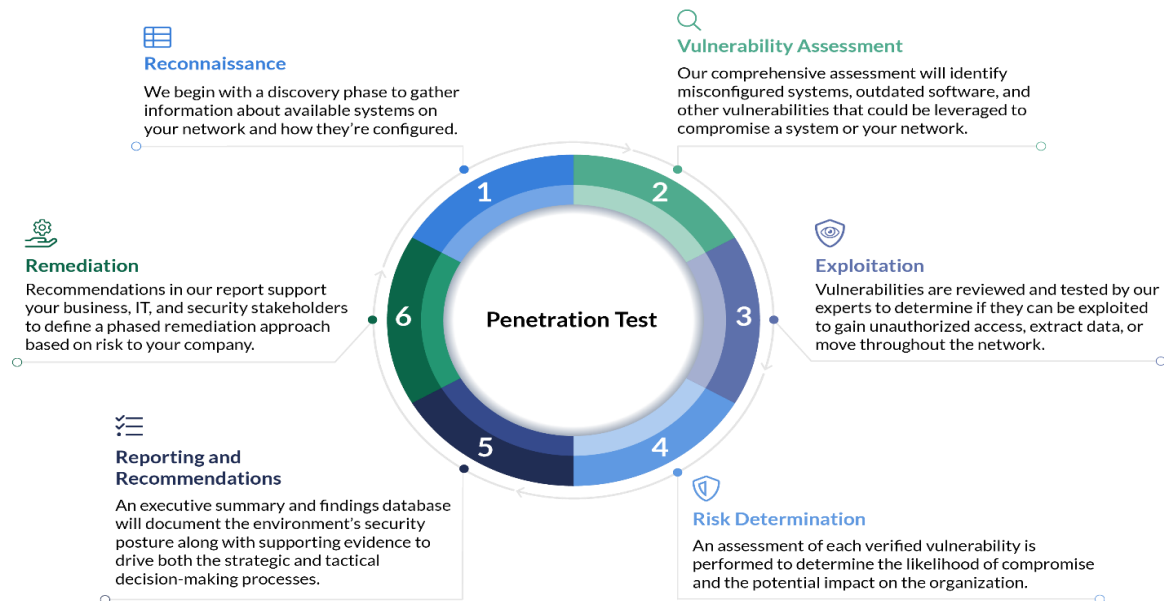 Reconnaissance
We begin with a discovery phase to gather
information about available systems on
your network and how they’re configured.
Vulnerability Assessment
Our comprehensive assessment will identify
misconfigured systems, outdated software, and
other vulnerabilities that could be leveraged to
compromise a system or your network.
1
2
Remediation
Recommendations in our report support
your business, IT, and security stakeholders
to define a phased remediation approach
based on risk to your company.
6
Penetration Test
3
Exploitation
Vulnerabilities are reviewed and tested by our
experts to determine if they can be exploited
to gain unauthorized access, extract data, or
move throughout the network.
5
4
Reporting and
Recommendations
An executive summary and findings database
will document the environment’s security
posture along with supporting evidence to
drive both the strategic and tactical
decision-making processes.
Risk Determination
An assessment of each verified vulnerability is
performed to determine the likelihood of compromise
and the potential impact on the organization.